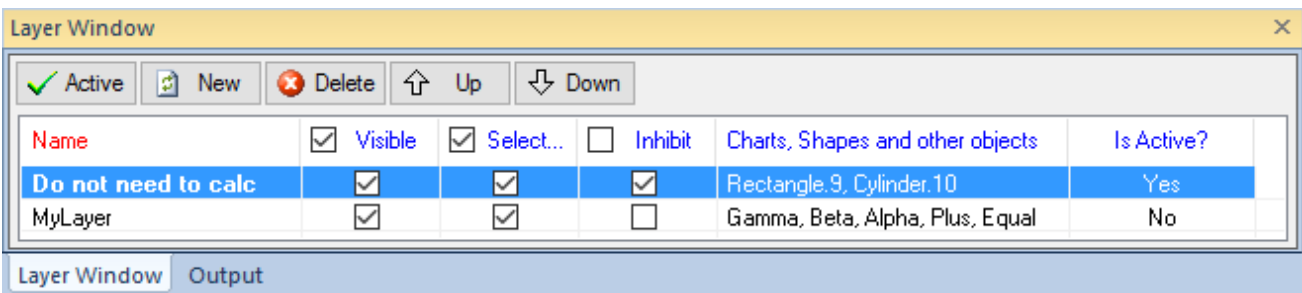 Layer Window
Active New Delete Up Down
Name Visible Select... Inhibit Charts, Shapes and other objects Is Active?
Do not need to calc Rectangle.9, Cylinder.10 Yes
MyLayer Gamma, Beta, Alpha, Plus, Equal No
Layer Window Output